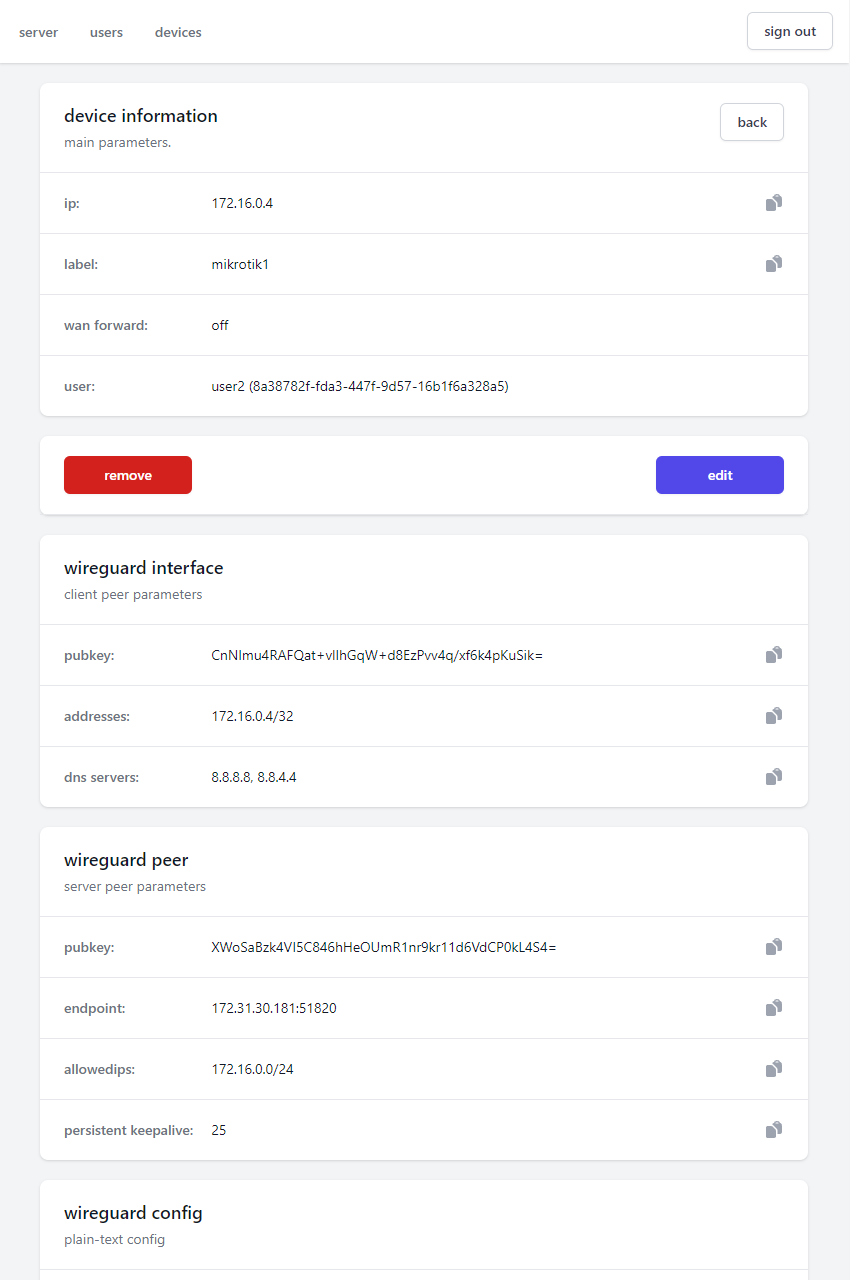 server users devices sign out
device information
back
main parameters.
ip: 172.16.0.4
label: mikrotik1
wan forward: off
user: user2 (8a38782f-fda3-447f-9d57-16b1f6a328a5)
remove edit
wireguard interface
client peer parameters
pubkey: CnNImu4RAFQat+vlIhGqW+d8EzPvv4q/xf6k4pKuSik=
addresses: 172.16.0.4/32
dns servers: 8.8.8.8, 8.8.4.4
wireguard peer
server peer parameters
pubkey: XWoSaBzk4VI5C846hHeOUmR1nr9kr11d6VdCP0kL4S4=
endpoint: 172.31.30.181:51820
allowedips: 172.16.0.0/24
persistent keepalive: 25
wireguard config
plain-text config